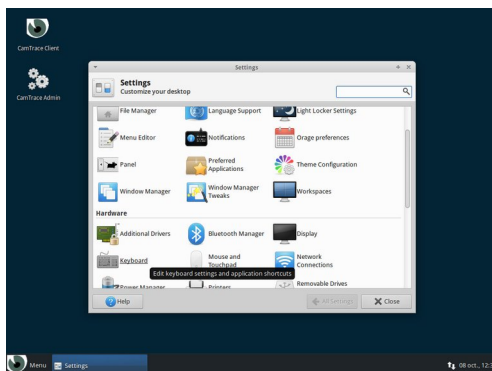 CamTrace Client
CamTrace Admin
Settings
Settings
Customize your desktop
File Manager
Language Support
Light Locker Settings
Menu Editor
Notifications
Orage preferences
Panel
Preferred
Applications
Theme Configuration
Window Manager
Window Manager
Tweaks
Workspaces
Hardware
Additional Drivers
Bluetooth Manager
Display
Keyboard
Mouse and
Touchpad
Network
Connections
Edit keyboard settings and application shortcuts
Power Manager
Printers
Removable Drives
Help
All Settings
Close
Menu
Settings
08 oct., 12:3